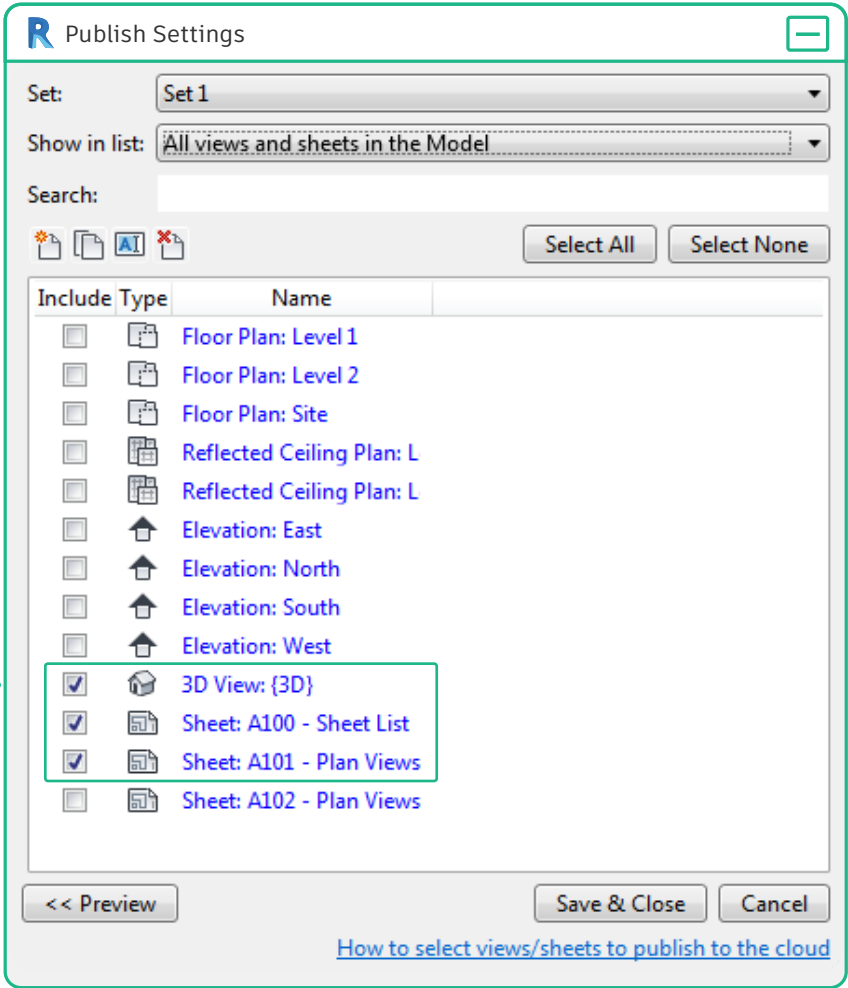 Publish Settings
Set: Set 1
Show in list: All views and sheets in the Model
Search:
Select All Select None
Include Type Name
Floor Plan: Level 1
Floor Plan: Level 2
Floor Plan: Site
Reflected Ceiling Plan: L
Reflected Ceiling Plan: L
Elevation: East
Elevation: North
Elevation: South
Elevation: West
3D View: {3D}
Sheet: A100 - Sheet List
Sheet: A101 - Plan Views
Sheet: A102 - Plan Views
<< Preview Save & Close Cancel
How to select views/sheets to publish to the cloud